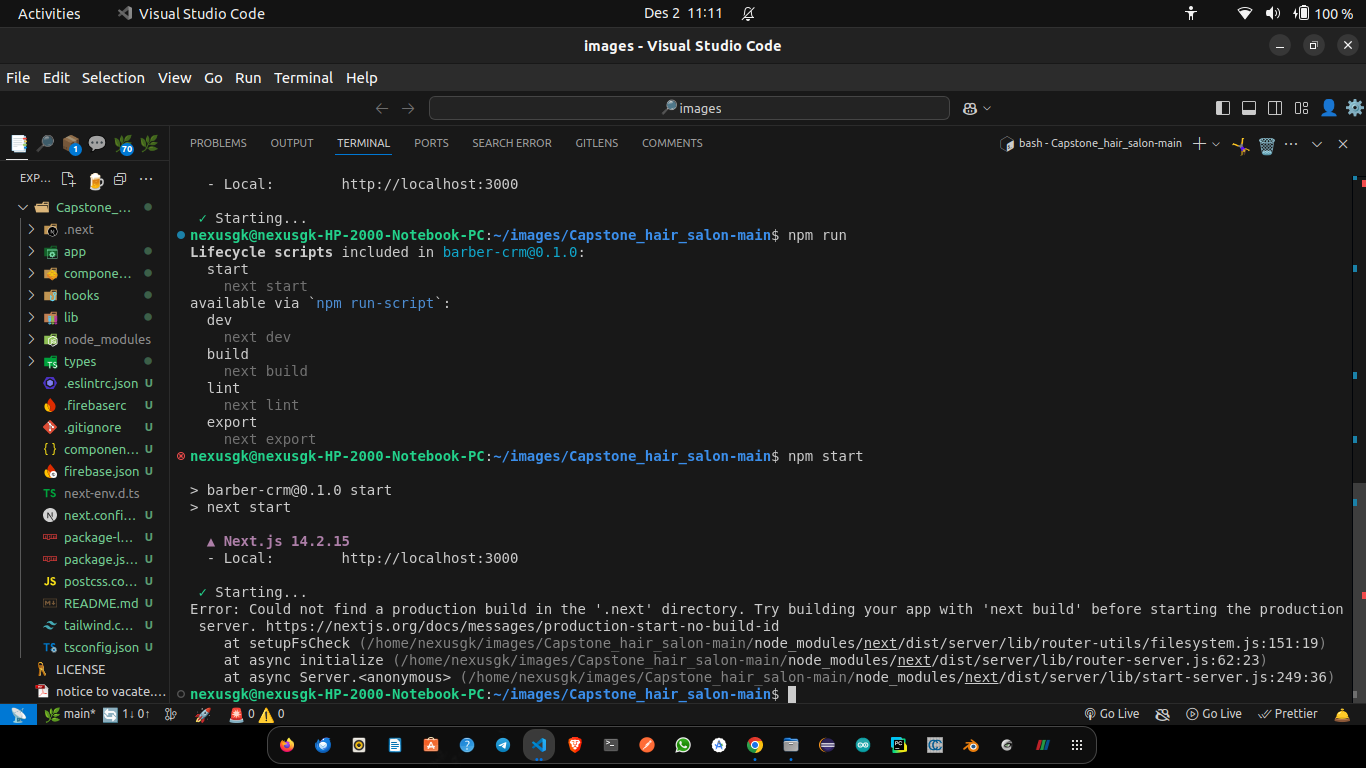 Activities Visual Studio Code Des 2 11:11 100 %
images - Visual Studio Code
File Edit Selection View Go Run Terminal Help
images
1 70 PROBLEMS OUTPUT TERMINAL PORTS SEARCH ERROR GITLENS COMMENTS bash - Capstone_hair_salon-main
EXP...
Capstone_...
.next
app
compone...
hooks
lib
node_modules
types
.eslintrc.json U
.firebaserc U
.gitignore U
componen... U
firebase.json U
next-env.d.ts
next.confi... U
package-l... U
package.js... U
postcss.co... U
README.md U
tailwind.c... U
tsconfig.json U
LICENSE
notice to vacate....
- Local: http://localhost:3000
✓ Starting...
nexusgk@nexusgk-HP-2000-Notebook-PC:~/images/Capstone_hair_salon-main$ npm run
Lifecycle scripts included in barber-crm@0.1.0:
start
next start
available via `npm run-script`:
dev
next dev
build
next build
lint
next lint
export
next export
nexusgk@nexusgk-HP-2000-Notebook-PC:~/images/Capstone_hair_salon-main$ npm start
> barber-crm@0.1.0 start
> next start
▲ Next.js 14.2.15
- Local: http://localhost:3000
✓ Starting...
Error: Could not find a production build in the '.next' directory. Try building your app with 'next build' before starting the production
server. https://nextjs.org/docs/messages/production-start-no-build-id
at setupFsCheck (/home/nexusgk/images/Capstone_hair_salon-main/node_modules/next/dist/server/lib/router-utils/filesystem.js:151:19)
at async initialize (/home/nexusgk/images/Capstone_hair_salon-main/node_modules/next/dist/server/lib/router-server.js:62:23)
at async Server.<anonymous> (/home/nexusgk/images/Capstone_hair_salon-main/node_modules/next/dist/server/lib/start-server.js:249:36)
nexusgk@nexusgk-HP-2000-Notebook-PC:~/images/Capstone_hair_salon-main$
main* 1↓ 0↑ 0 0 Go Live Go Live Prettier